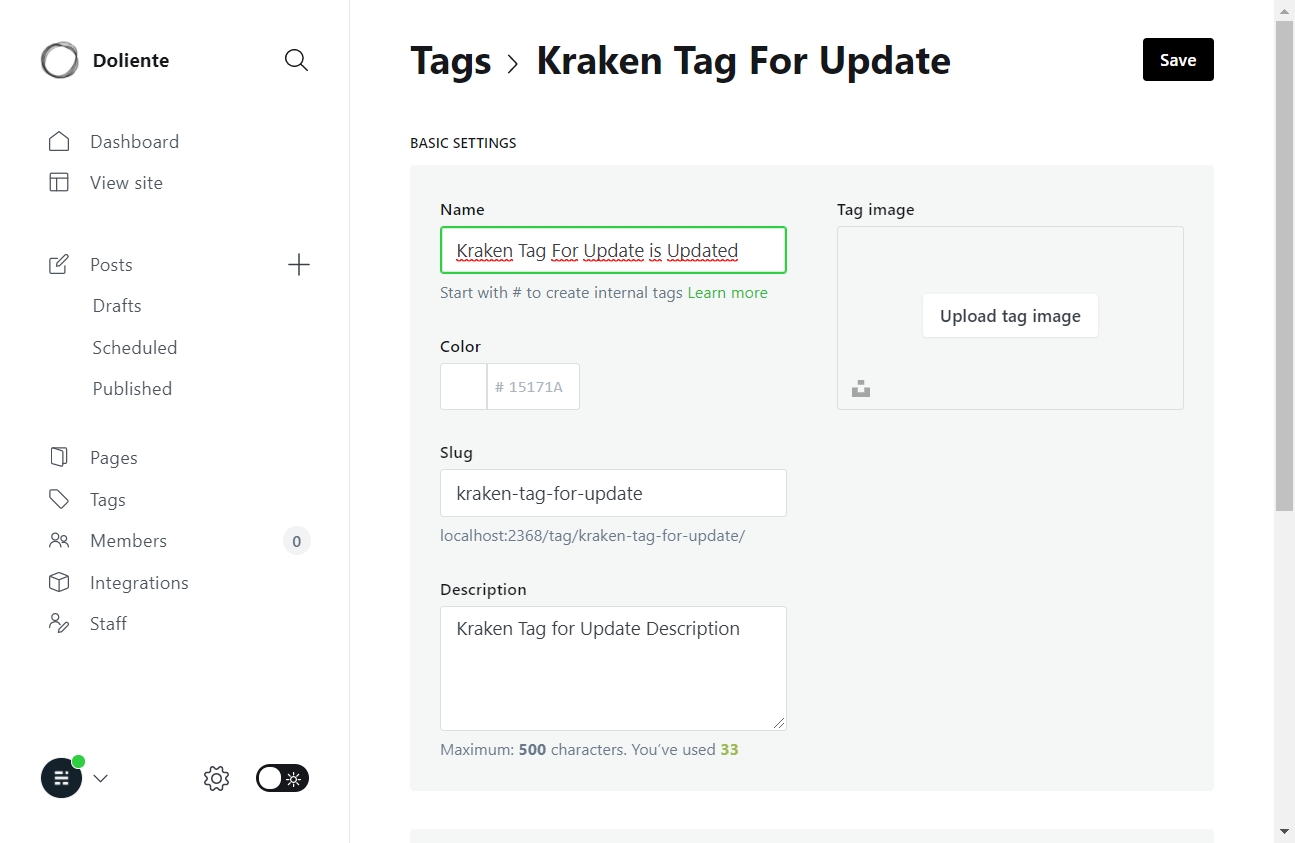 Doliente
Dashboard
View site
Posts
Drafts
Scheduled
Published
Pages
Tags
Members
0
Integrations
Staff
Tags > Kraken Tag For Update
Save
BASIC SETTINGS
Name
Kraken Tag For Update is Updated
Start with # to create internal tags Learn more
Color
# 15171A
Slug
kraken-tag-for-update
localhost:2368/tag/kraken-tag-for-update/
Description
Kraken Tag for Update Description
Maximum: 500 characters. You’ve used 33
Tag image
Upload tag image